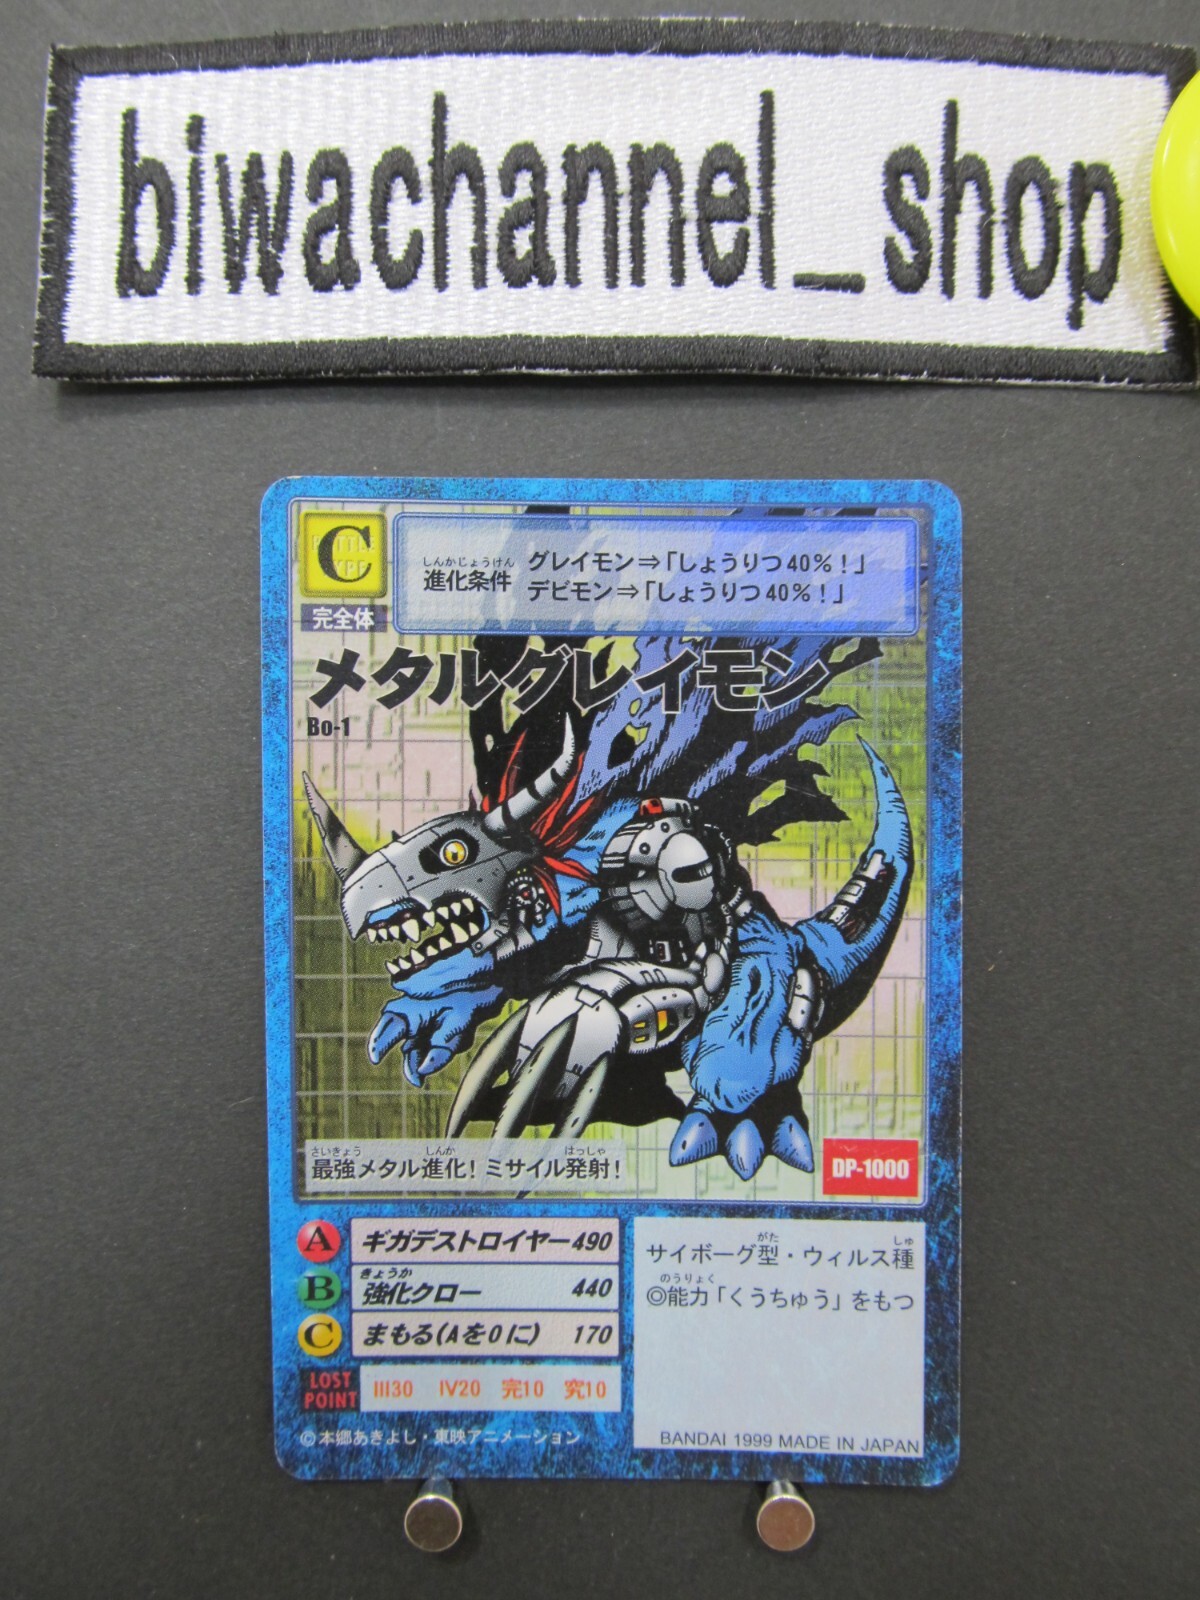 biwachannel_shop
C
完全体
しんかじょうけん
進化条件
グレイモン⇒「しょうりつ40%!」
デビモン⇒「しょうりつ40%!」
メタルグレイモン
Bo-1
さいきょう しんか はっしゃ
最強メタル進化! ミサイル発射!
DP-1000
A ギガデストロイヤー 490
きょうか
B 強化クロー 440
C まもる(Aを0に) 170
LOST POINT III30 IV20 完10 究10
がた しゅ
サイボーグ型・ウィルス種
のうりょく
◎能力「くうちゅう」をもつ
©本郷あきよし・東映アニメーション
BANDAI 1999 MADE IN JAPAN